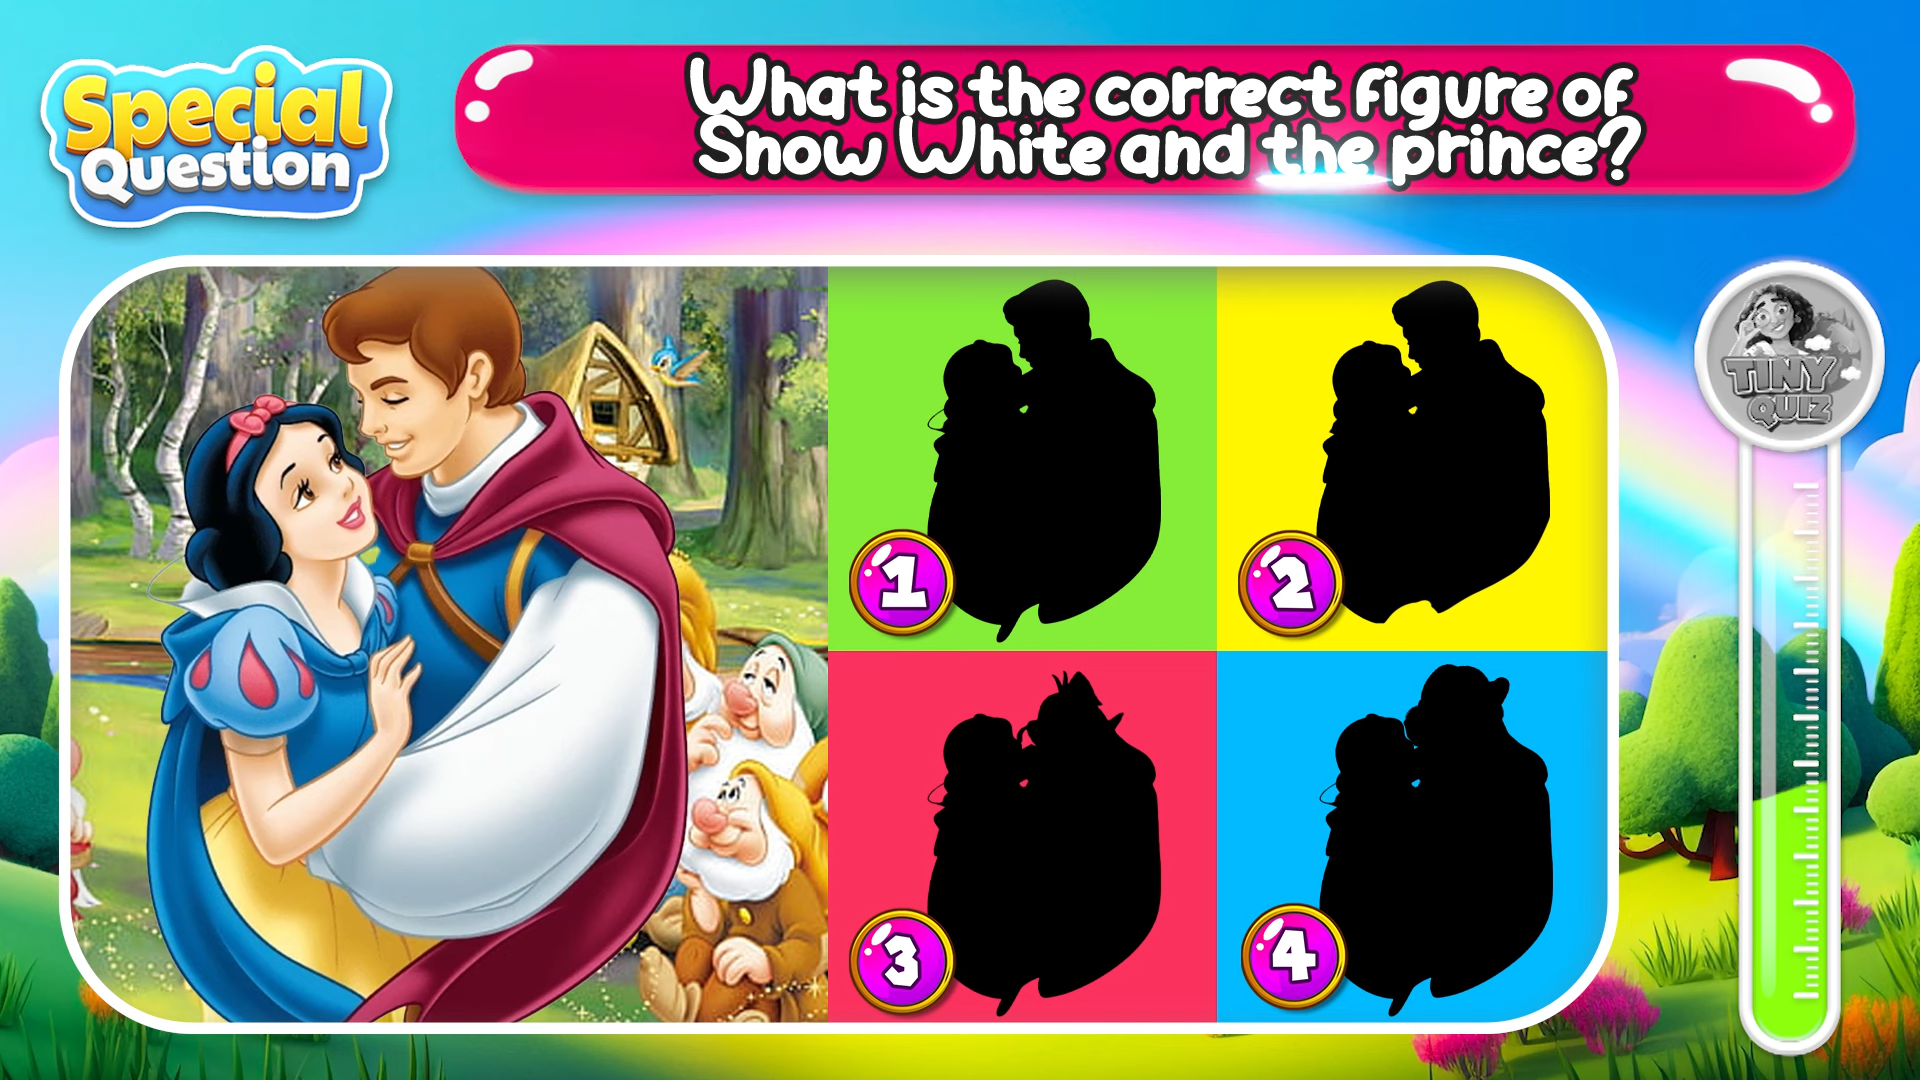 Special
Question
What is the correct figure of
Snow White and the prince?
TINY
QUIZ
1
2
3
4